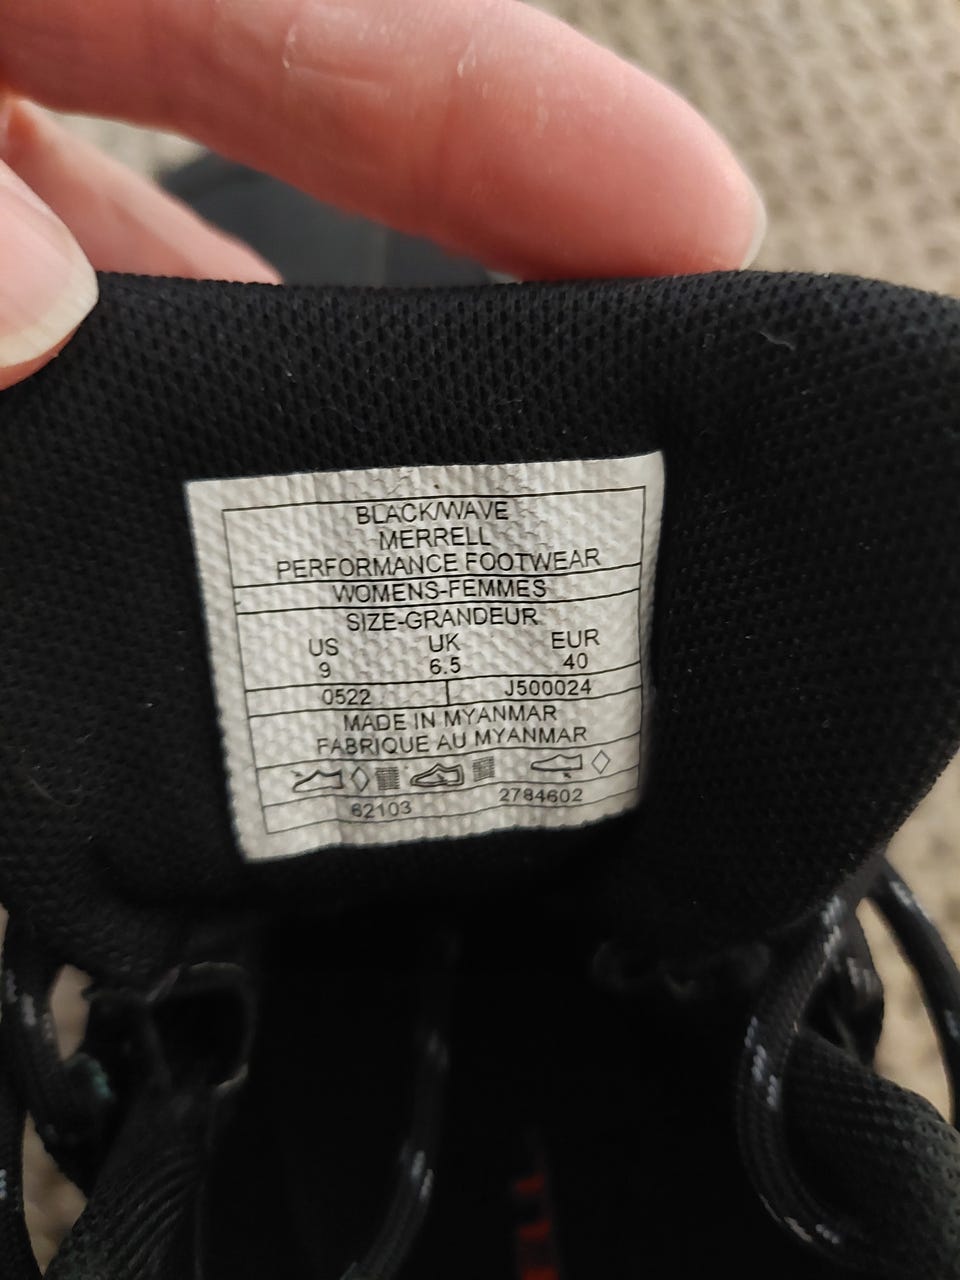 BLACK/WAVE
MERRELL
PERFORMANCE FOOTWEAR
WOMENS-FEMMES
SIZE-GRANDEUR
US UK EUR
9 6.5 40
0522 J500024
MADE IN MYANMAR
FABRIQUE AU MYANMAR
62103 2784602